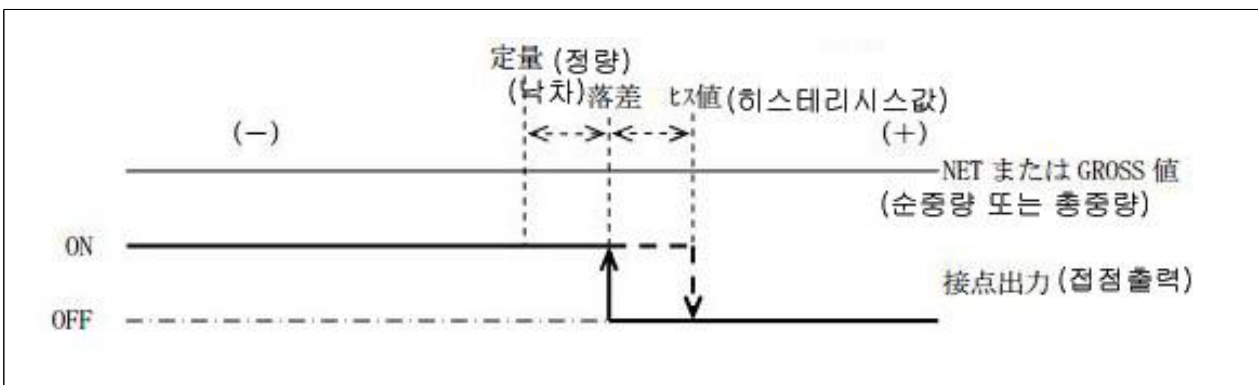 定量 (정량)
(낙차) 落差 ﾋｽ値 (히스테리시스값)
(−) (+)
NET または GROSS 値
(순중량 또는 총중량)
ON
接点出力 (접점출력)
OFF